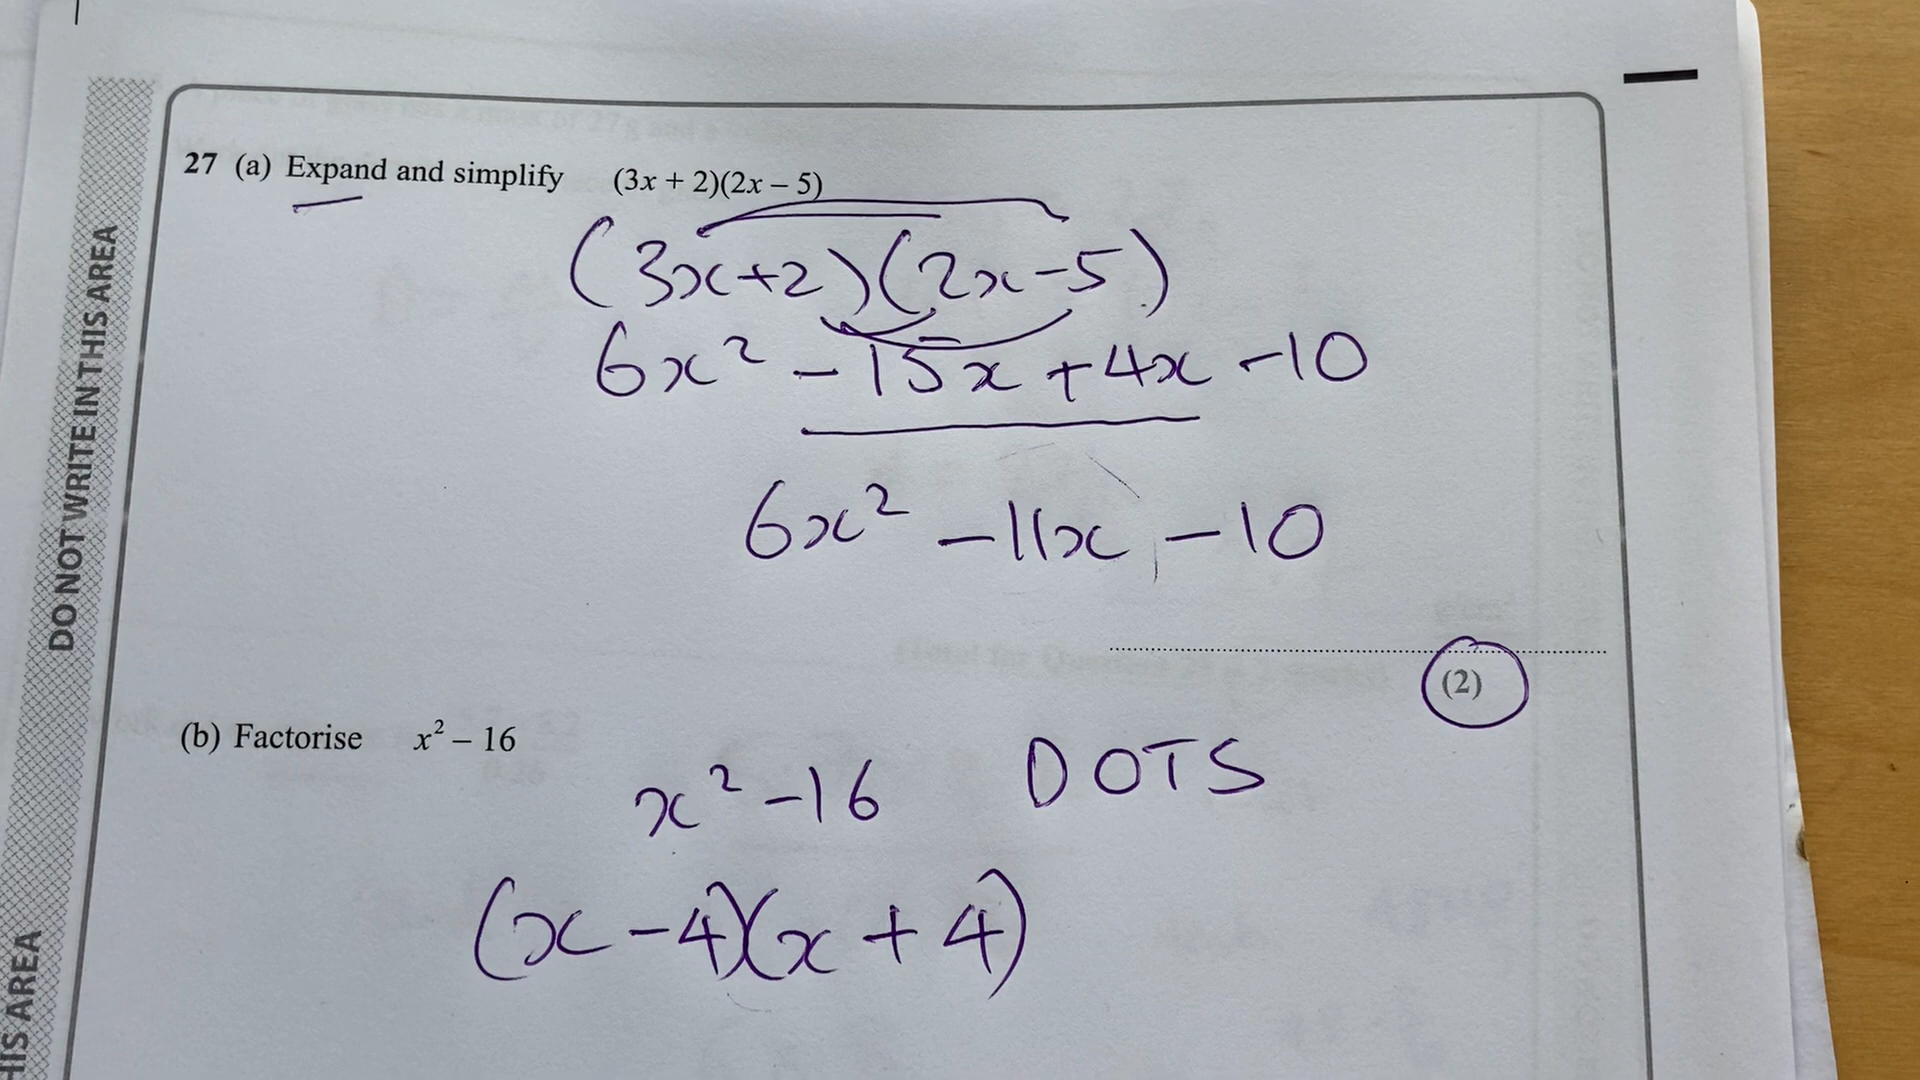 27 (a) Expand and simplify (3x + 2)(2x – 5)
(3x+2)(2x-5)
6x² -15x +4x -10
6x² -11x -10
(2)
(b) Factorise x² – 16
x² -16 DOTS
(x -4)(x + 4)
DO NOT WRITE IN THIS AREA
HIS AREA